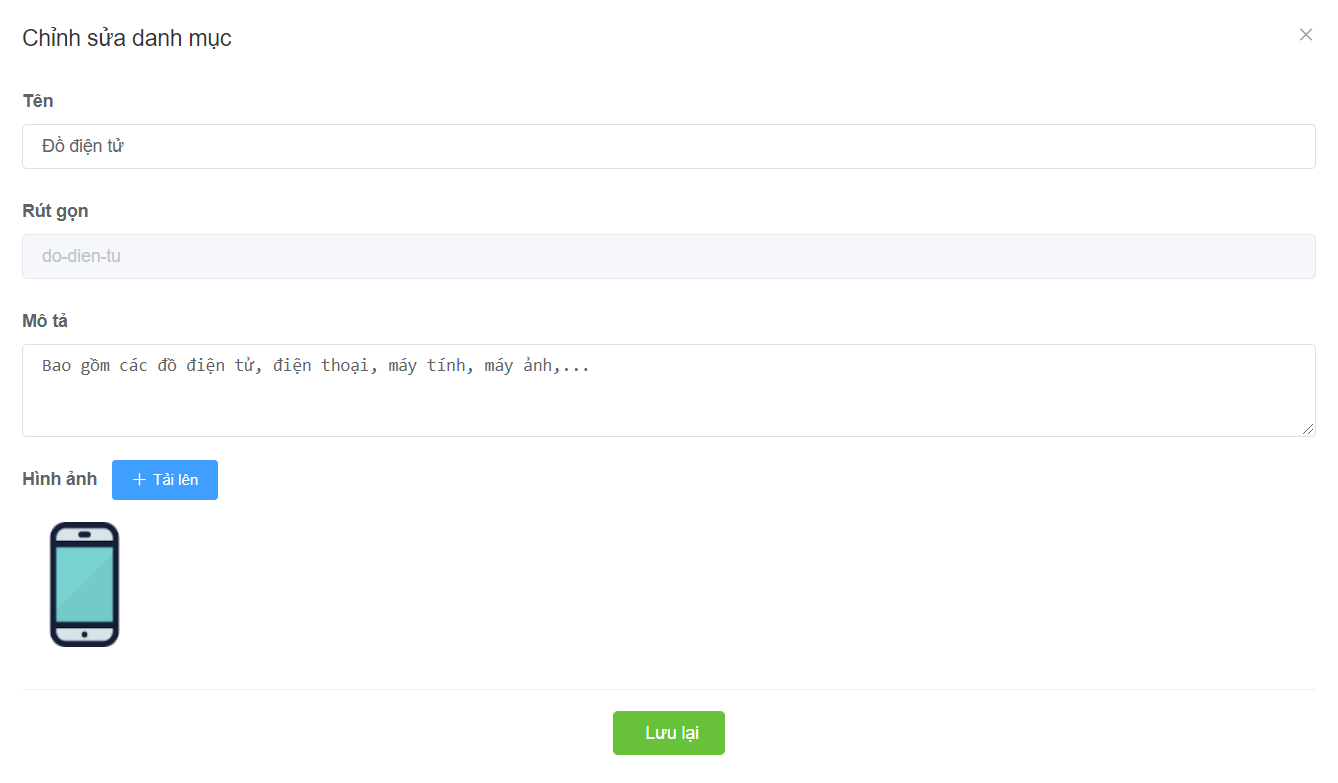 Chỉnh sửa danh mục
Tên
Đồ điện tử
Rút gọn
do-dien-tu
Mô tả
Bao gồm các đồ điện tử, điện thoại, máy tính, máy ảnh,...
Hình ảnh
Tải lên
Lưu lại